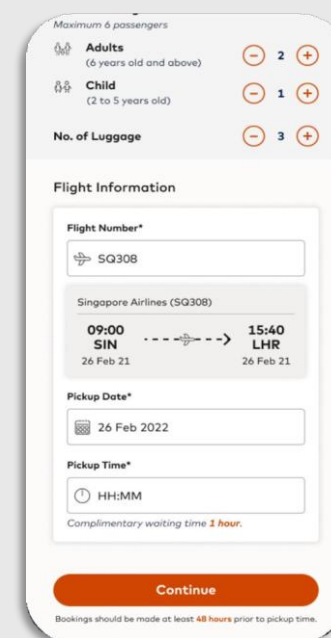 Maximum 6 passengers
Adults
(6 years old and above)
2
Child
(2 to 5 years old)
1
No. of Luggage
3
Flight Information
Flight Number*
SQ308
Singapore Airlines (SQ308)
09:00 15:40
SIN LHR
26 Feb 21 26 Feb 21
Pickup Date*
26 Feb 2022
Pickup Time*
HH:MM
Complimentary waiting time 1 hour.
Continue
Bookings should be made at least 48 hours prior to pickup time.